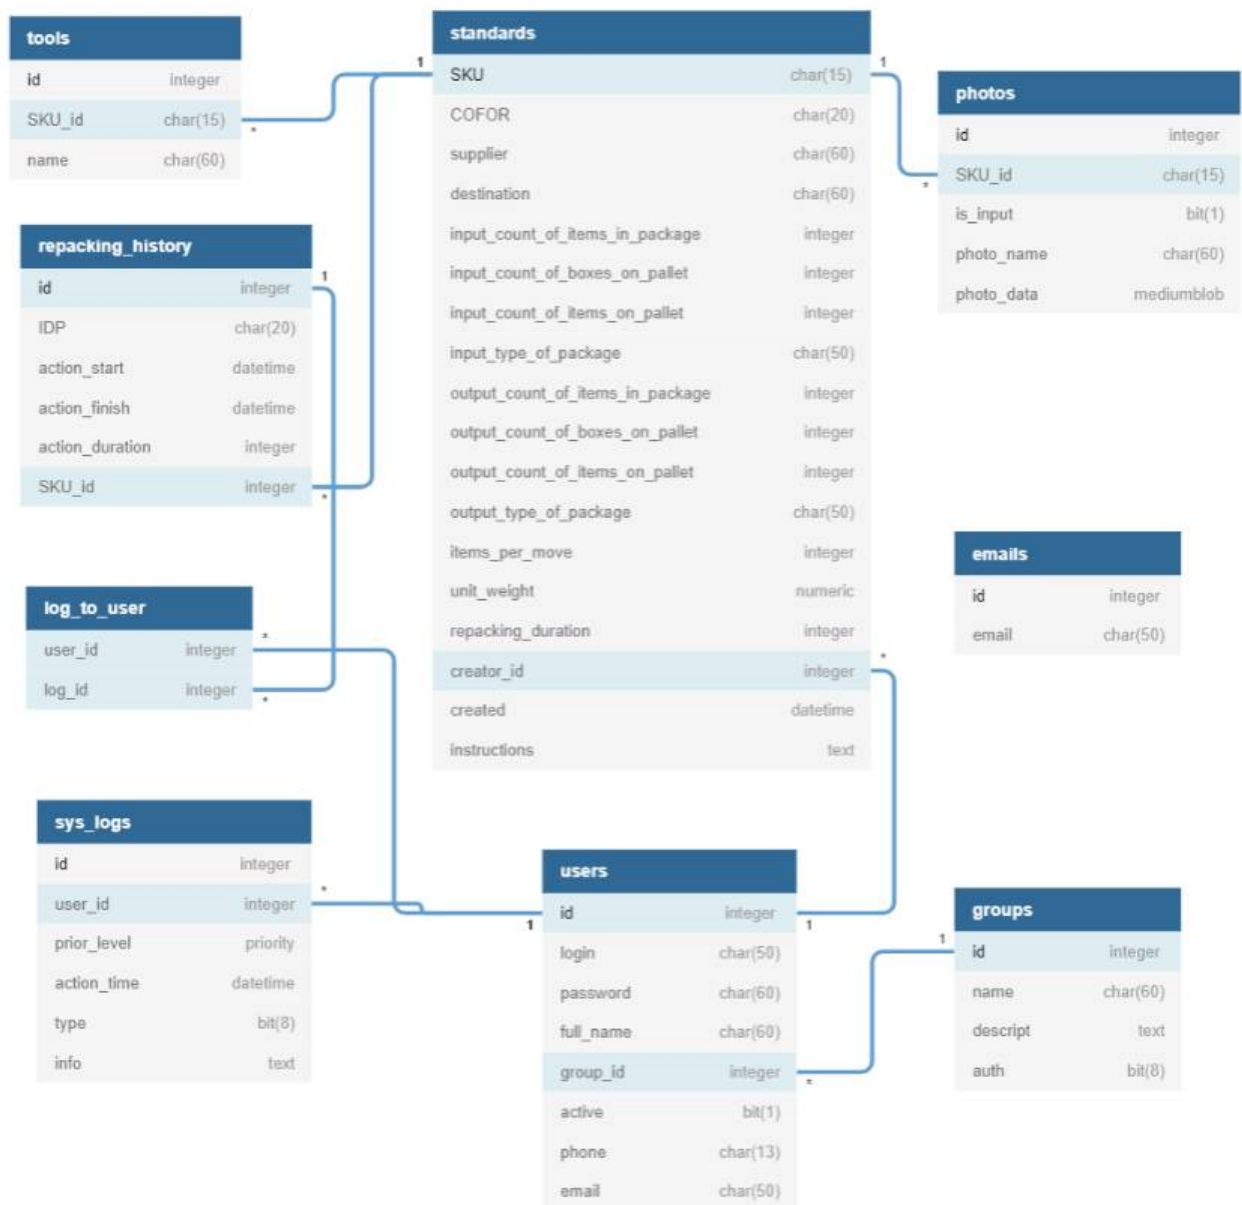 tools
id integer
SKU_id char(15)
name char(60)
repacking_history
id integer
IDP char(20)
action_start datetime
action_finish datetime
action_duration integer
SKU_id integer
log_to_user
user_id integer
log_id integer
sys_logs
id integer
user_id integer
prior_level priority
action_time datetime
type bit(8)
info text
standards
SKU char(15)
COFOR char(20)
supplier char(60)
destination char(60)
input_count_of_items_in_package integer
input_count_of_boxes_on_pallet integer
input_count_of_items_on_pallet integer
input_type_of_package char(50)
output_count_of_items_in_package integer
output_count_of_boxes_on_pallet integer
output_count_of_items_on_pallet integer
output_type_of_package char(50)
items_per_move integer
unit_weight numeric
repacking_duration integer
creator_id integer
created datetime
instructions text
users
id integer
login char(50)
password char(60)
full_name char(60)
group_id integer
active bit(1)
phone char(13)
email char(50)
photos
id integer
SKU_id char(15)
is_input bit(1)
photo_name char(60)
photo_data mediumblob
emails
id integer
email char(50)
groups
id integer
name char(60)
descript text
auth bit(8)
1
*
1
*
1
*
*
*
*
*
1
1
1
*